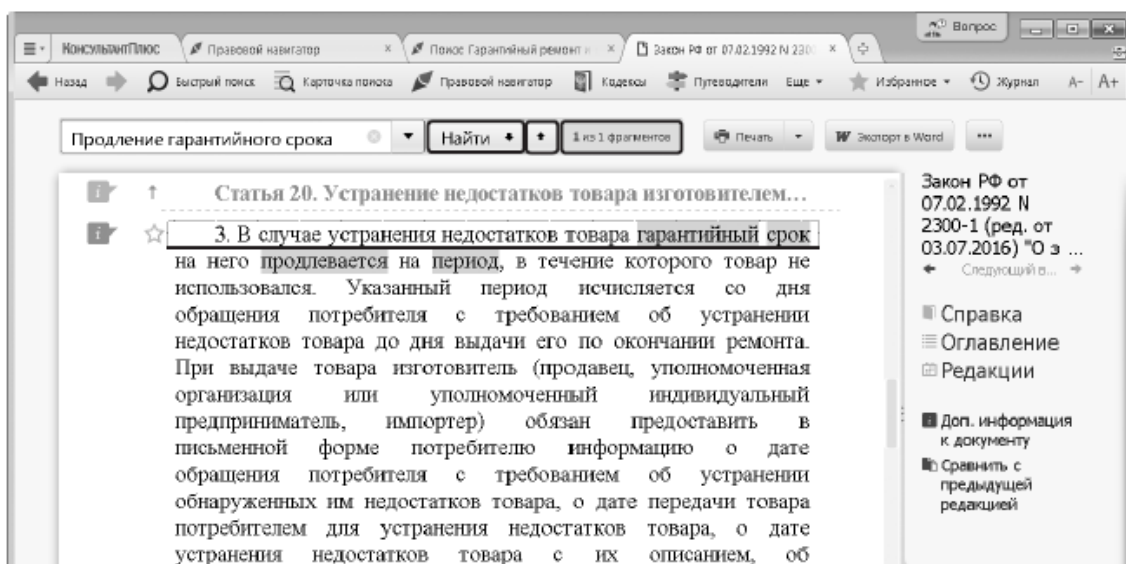 Вопрос
КонсультантПлюс Правовой навигатор Поиск Гарантийный ремонт и Закон РФ от 07.02.1992 N 2300
Назад Быстрый поиск Карточка поиска Правовой навигатор Кодексы Путеводители Еще Избранное Журнал A- A+
Продление гарантийного срока Найти 1 из 1 фрагментов Печать Экспорт в Word ...
Статья 20. Устранение недостатков товара изготовителем...
3. В случае устранения недостатков товара гарантийный срок
на него продлевается на период, в течение которого товар не
использовался. Указанный период исчисляется со дня
обращения потребителя с требованием об устранении
недостатков товара до дня выдачи его по окончании ремонта.
При выдаче товара изготовитель (продавец, уполномоченная
организация или уполномоченный индивидуальный
предприниматель, импортер) обязан предоставить в
письменной форме потребителю информацию о дате
обращения потребителя с требованием об устранении
обнаруженных им недостатков товара, о дате передачи товара
потребителем для устранения недостатков товара, о дате
устранения недостатков товара с их описанием, об
Закон РФ от
07.02.1992 N
2300-1 (ред. от
03.07.2016) "О з ...
Следующий в...
Справка
Оглавление
Редакции
Доп. информация
к документу
Сравнить с
предыдущей
редакцией